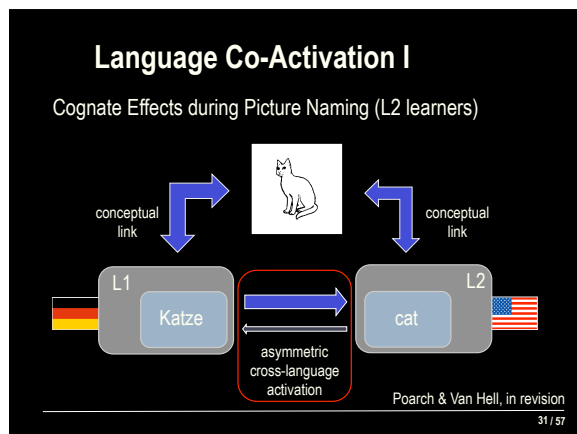 Language Co-Activation I
Cognate Effects during Picture Naming (L2 learners)
conceptual
link
conceptual
link
L1
L2
Katze
cat
asymmetric
cross-language
activation
Poarch & Van Hell, in revision
31 / 57